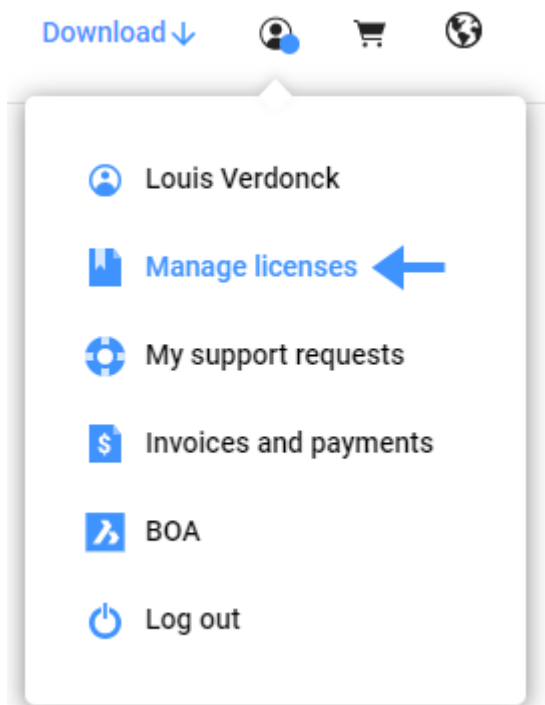 Download
Louis Verdonck
Manage licenses
My support requests
$
Invoices and payments
BOA
Log out